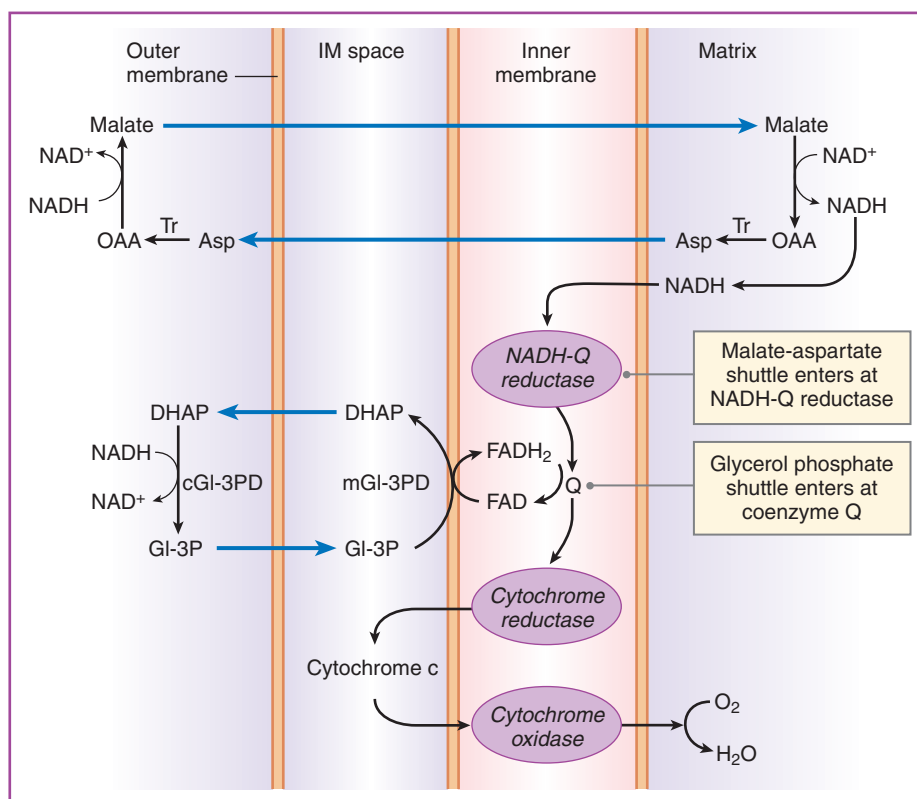 Outer
membrane
IM space
Inner
membrane
Matrix
Malate
Malate
NAD⁺
NADH
NAD⁺
NADH
OAA
Tr
Asp
Asp
Tr
OAA
NADH
NADH-Q
reductase
Malate-aspartate
shuttle enters at
NADH-Q reductase
DHAP
DHAP
NADH
NAD⁺
cGl-3PD
mGl-3PD
FADH₂
FAD
Q
Glycerol phosphate
shuttle enters at
coenzyme Q
Gl-3P
Gl-3P
Cytochrome
reductase
Cytochrome c
Cytochrome
oxidase
O₂
H₂O